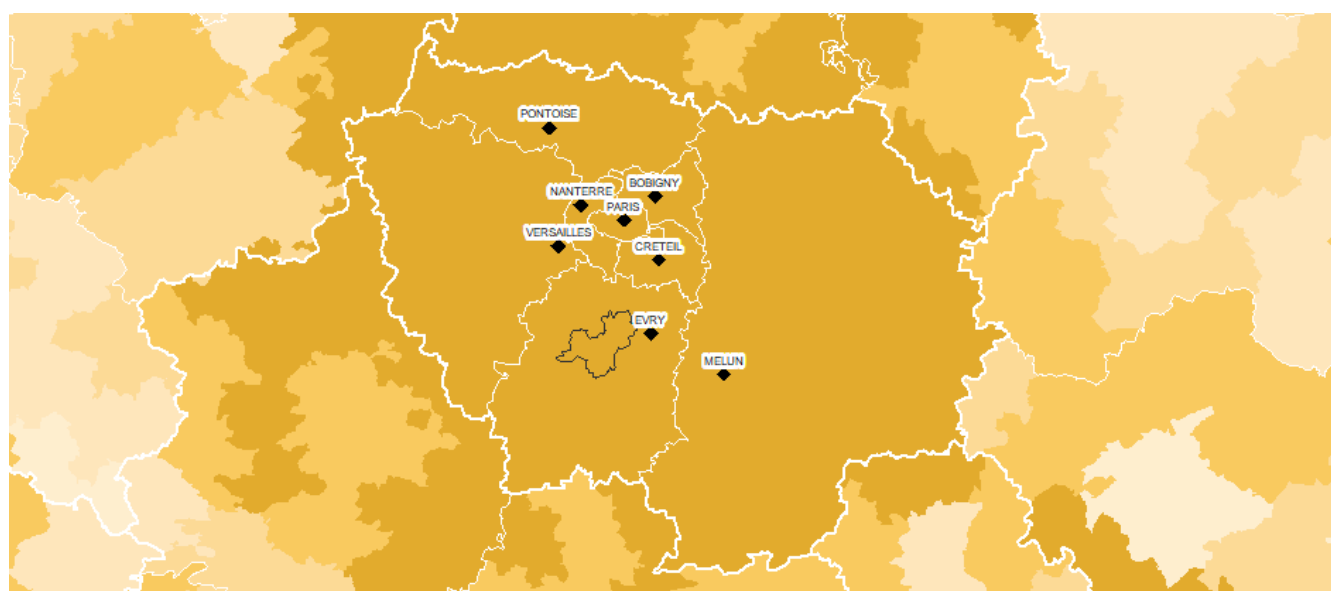 PONTOISE
BOBIGNY
NANTERRE
PARIS
VERSAILLES
CRETEIL
EVRY
MELUN